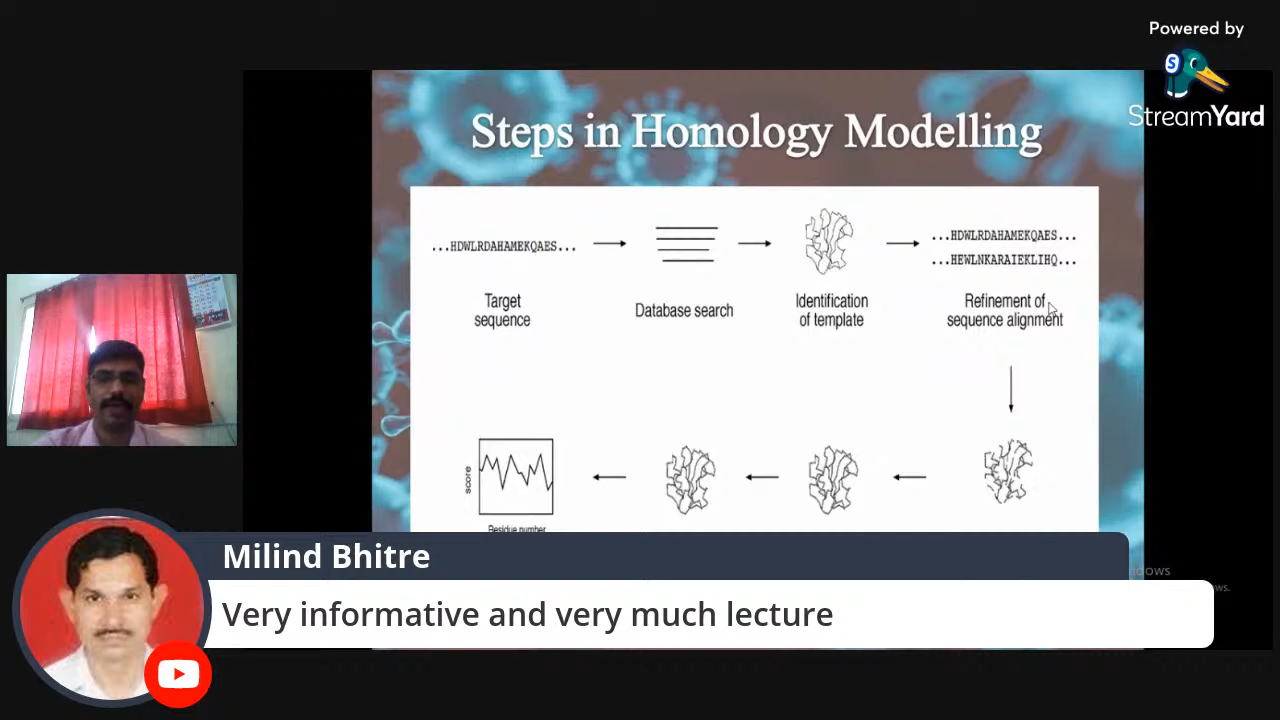 Powered by
StreamYard
Steps in Homology Modelling
...HDWLRDAHAMEKQAES...
...HDWLRDAHAMEKQAES...
...HEWLNKARAIEKLIHQ...
Target
sequence
Database search
Identification
of template
Refinement of
sequence alignment
score
Residue number
Milind Bhitre
Very informative and very much lecture